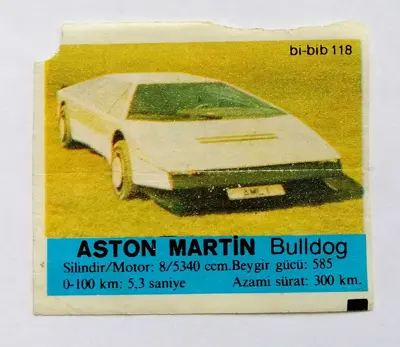 bi-bib 118
ASTON MARTİN Bulldog
Silindir/Motor: 8/5340 ccm.Beygir gücü: 585
0-100 km: 5,3 saniye Azami sürat: 300 km.